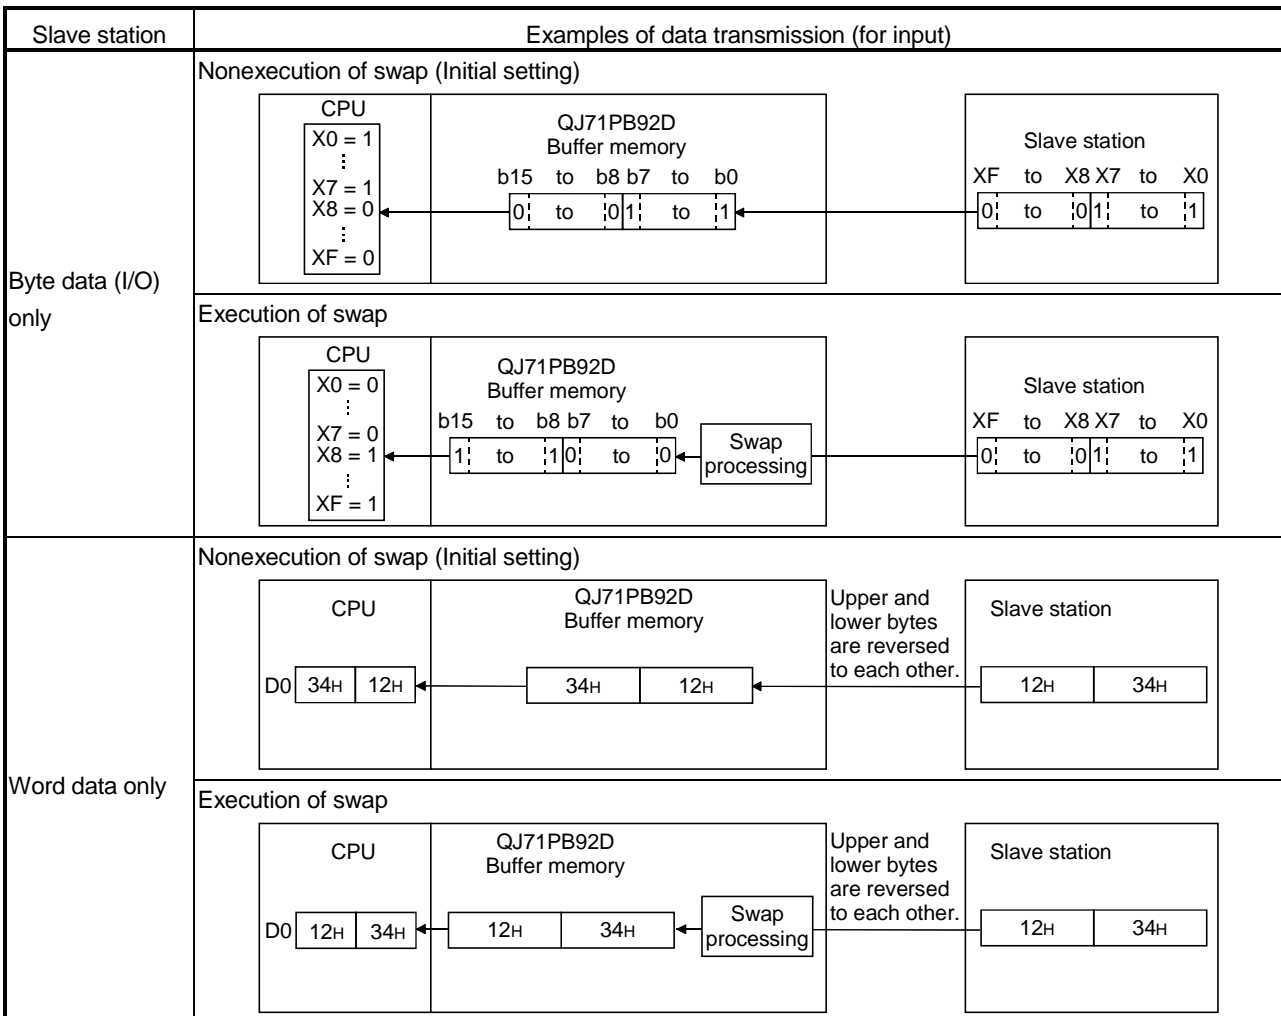 Slave station
Examples of data transmission (for input)
Byte data (I/O)
only
Nonexecution of swap (Initial setting)
CPU
X0 = 1
X7 = 1
X8 = 0
XF = 0
QJ71PB92D
Buffer memory
b15 to b8 b7 to b0
0 to 0 1 to 1
Slave station
XF to X8 X7 to X0
0 to 0 1 to 1
Execution of swap
CPU
X0 = 0
X7 = 0
X8 = 1
XF = 1
QJ71PB92D
Buffer memory
b15 to b8 b7 to b0
1 to 1 0 to 0
Swap
processing
Slave station
XF to X8 X7 to X0
0 to 0 1 to 1
Word data only
Nonexecution of swap (Initial setting)
CPU
D0 34H 12H
QJ71PB92D
Buffer memory
34H 12H
Upper and
lower bytes
are reversed
to each other.
Slave station
12H 34H
Execution of swap
CPU
D0 12H 34H
QJ71PB92D
Buffer memory
12H 34H
Swap
processing
Upper and
lower bytes
are reversed
to each other.
Slave station
12H 34H